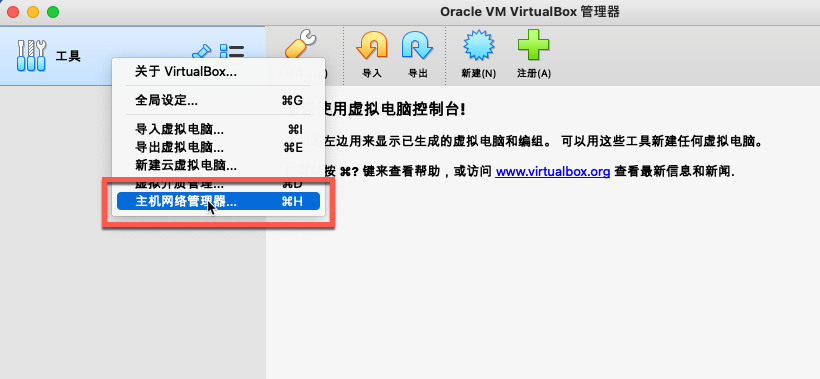 Oracle VM VirtualBox 管理器
工具
)
导入
导出
新建(N)
注册(A)
关于 VirtualBox...
全局设定... ⌘G
导入虚拟电脑... ⌘I
导出虚拟电脑... ⌘E
新建云虚拟电脑...
虚拟介质管理... ⌘D
主机网络管理器... ⌘H
使用虚拟电脑控制台!
左边用来显示已生成的虚拟电脑和编组。 可以用这些工具新建任何虚拟电脑。
按 ⌘? 键来查看帮助，或访问 www.virtualbox.org 查看最新信息和新闻.